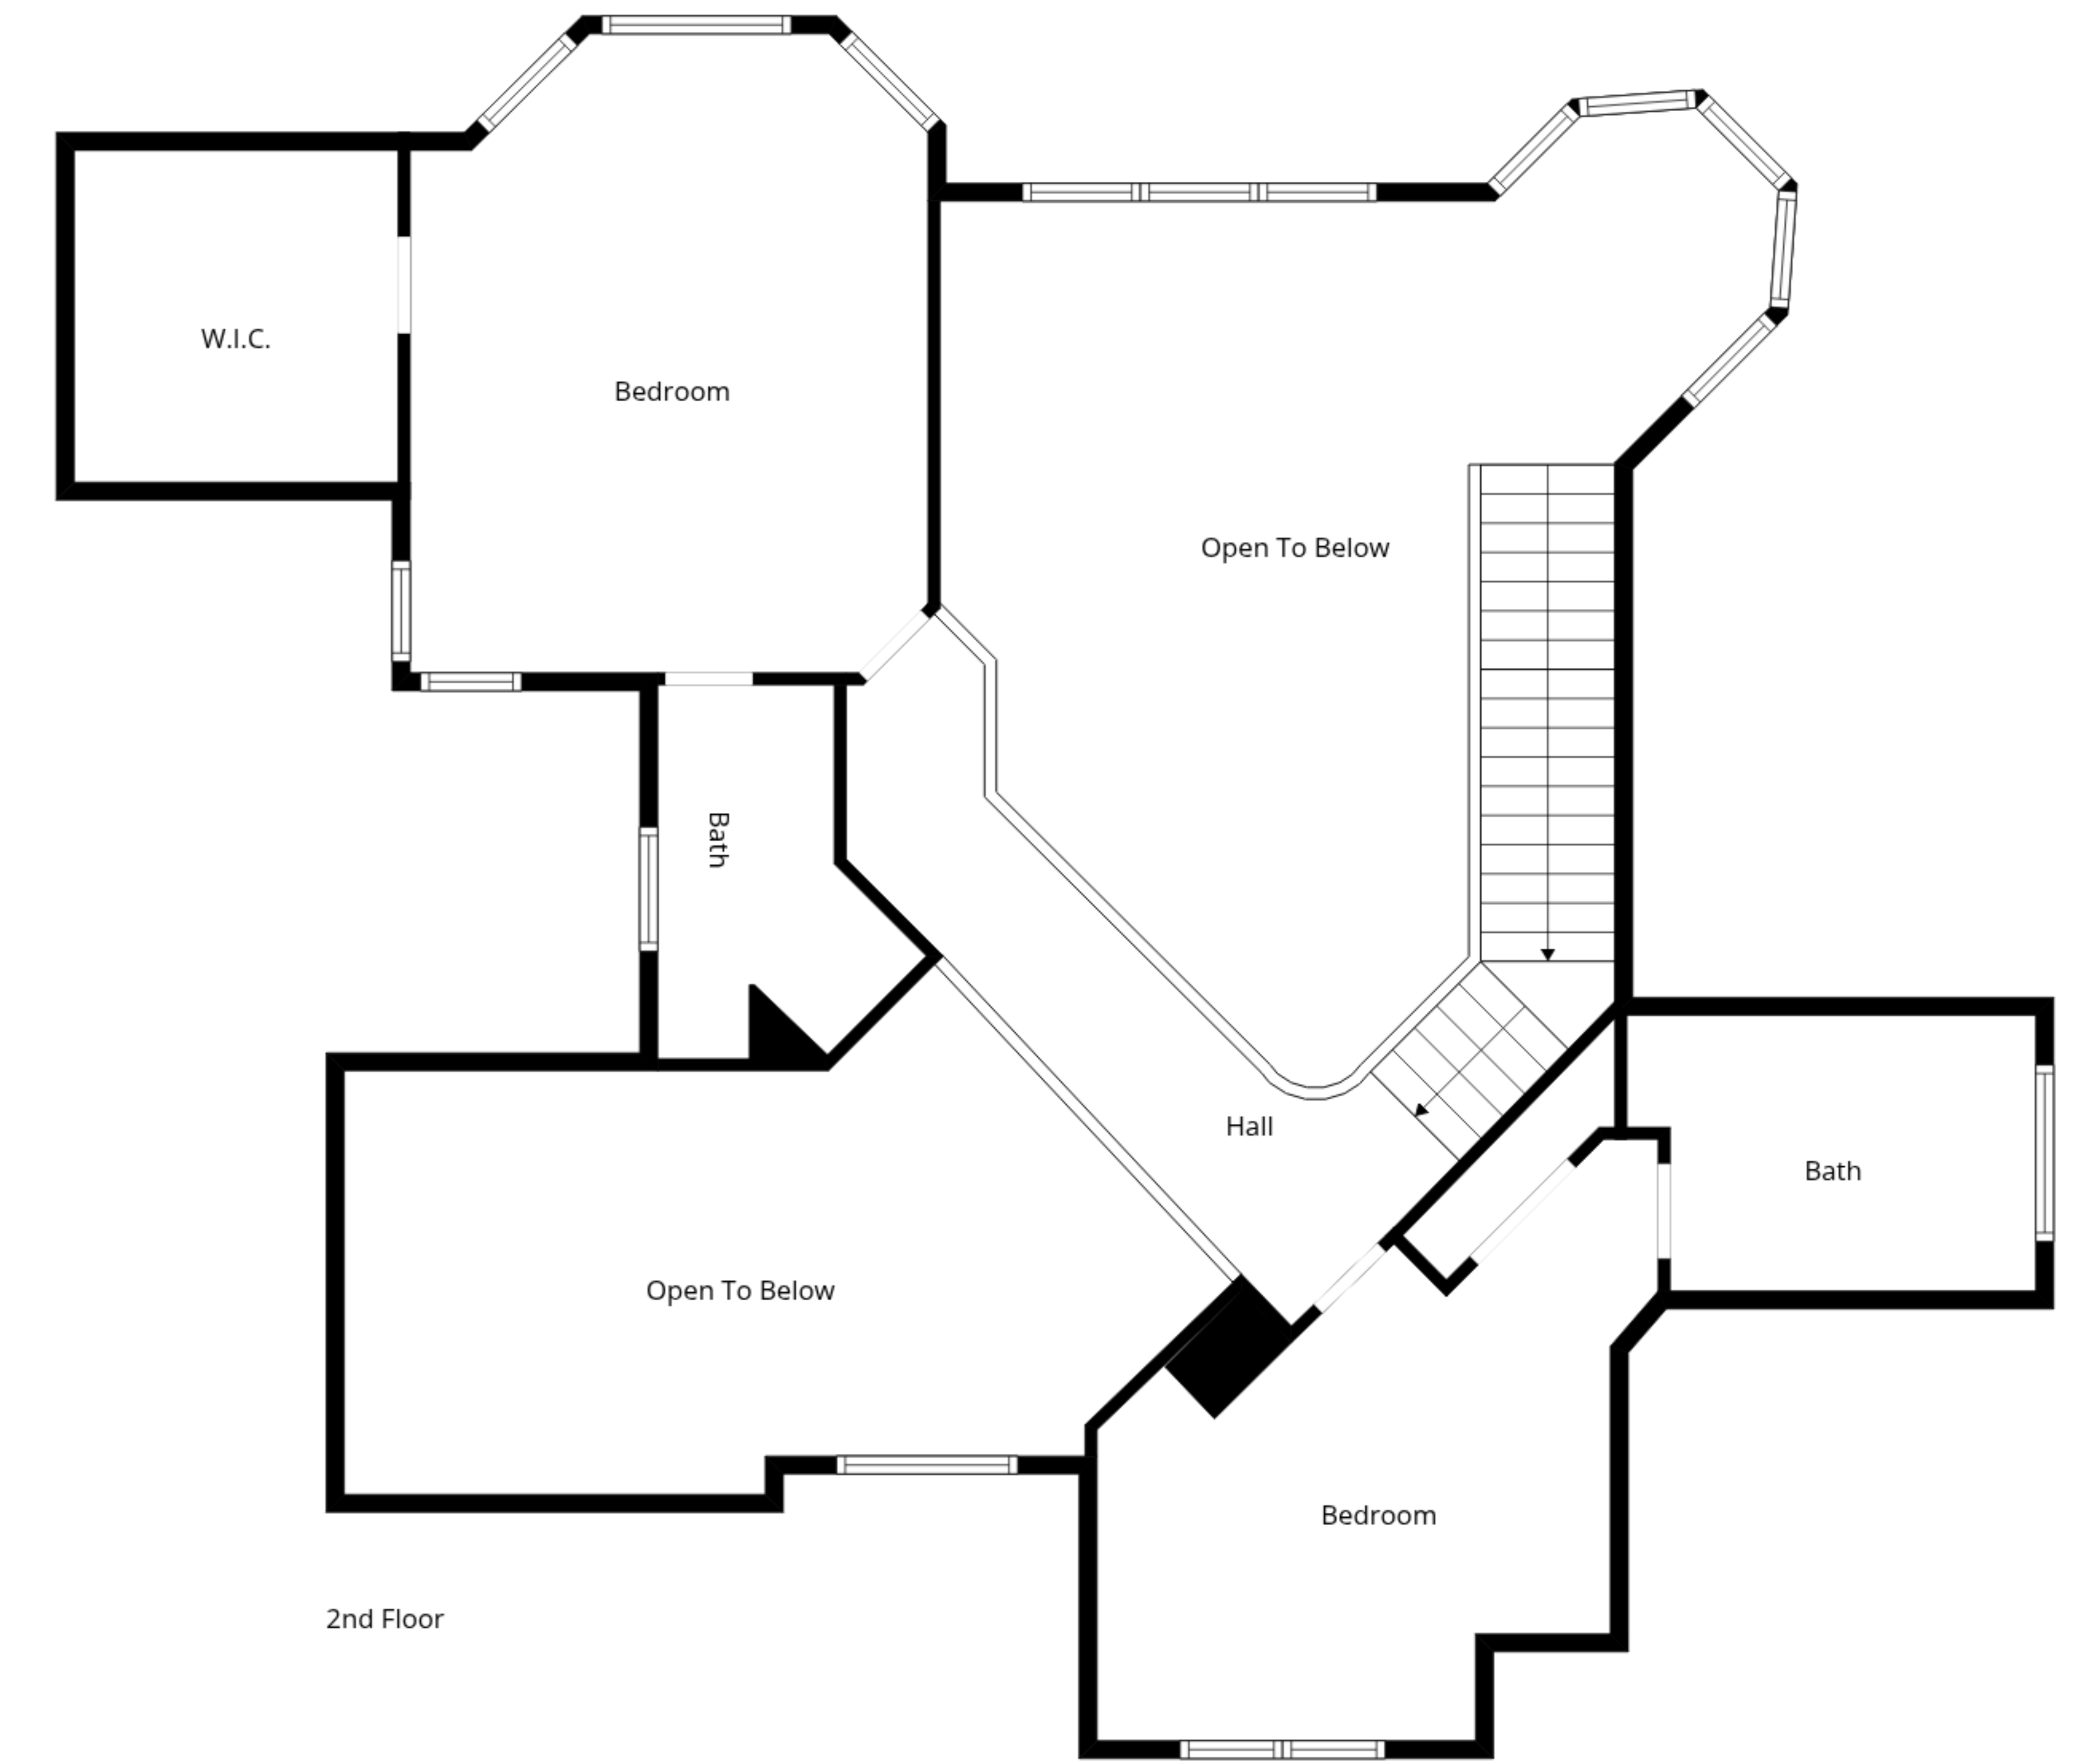 W.I.C.
Bedroom
Open To Below
Bath
Hall
Bath
Open To Below
Bedroom
2nd Floor